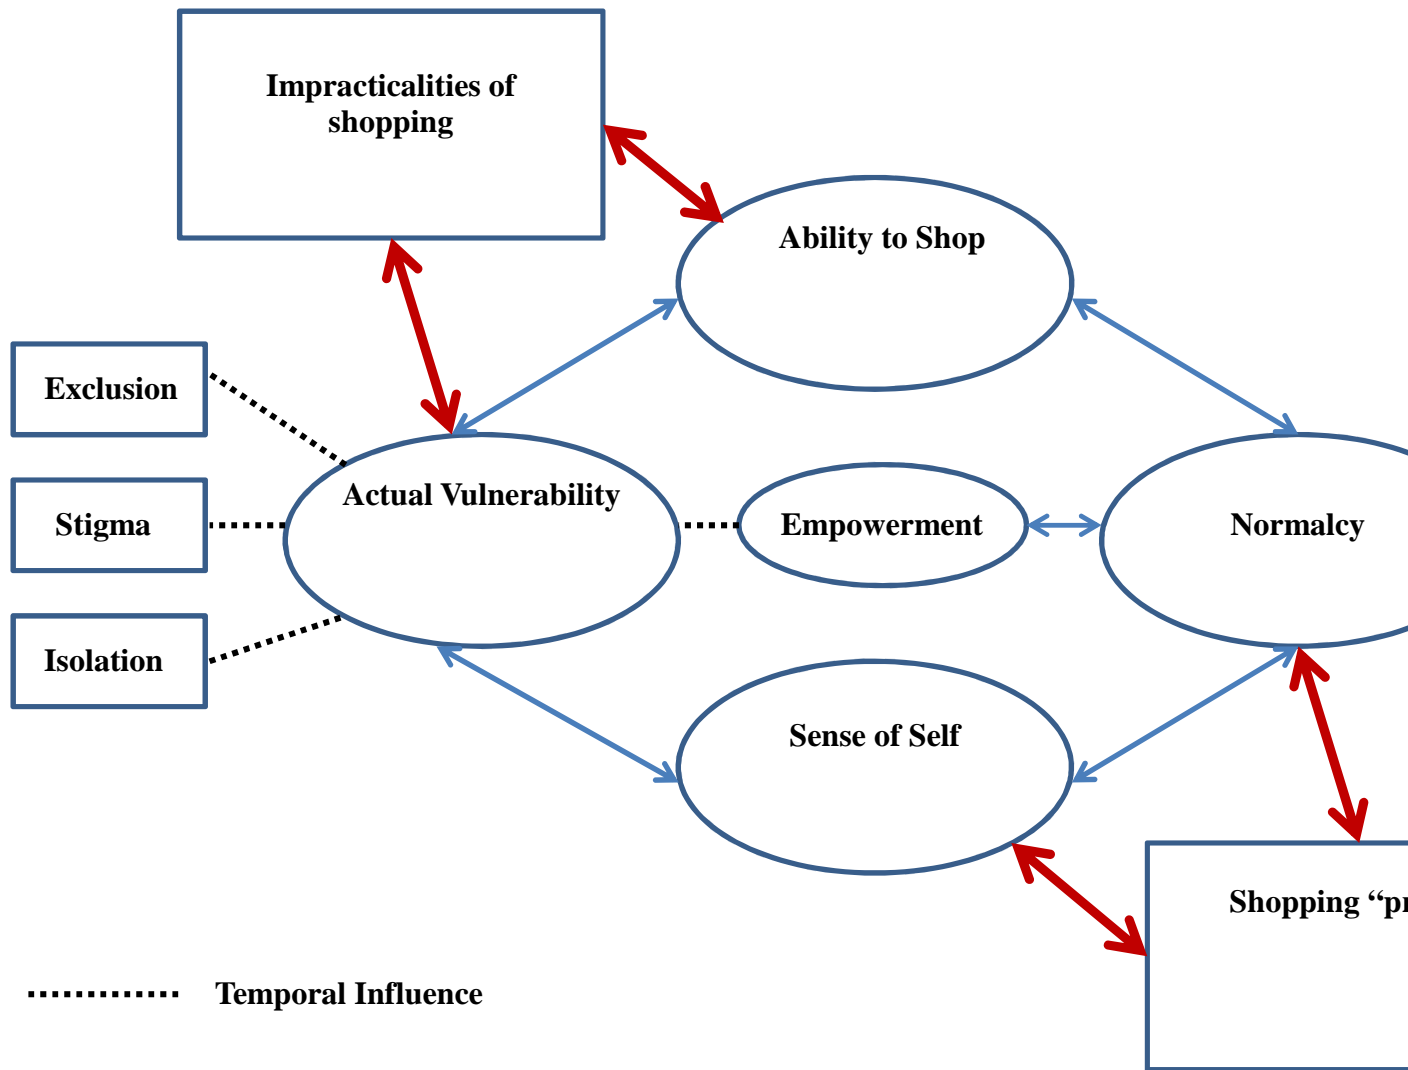 Impracticalities of
shopping
Ability to Shop
Exclusion
Actual Vulnerability
Stigma
Empowerment
Normalcy
Isolation
Sense of Self
Shopping
Temporal Influence